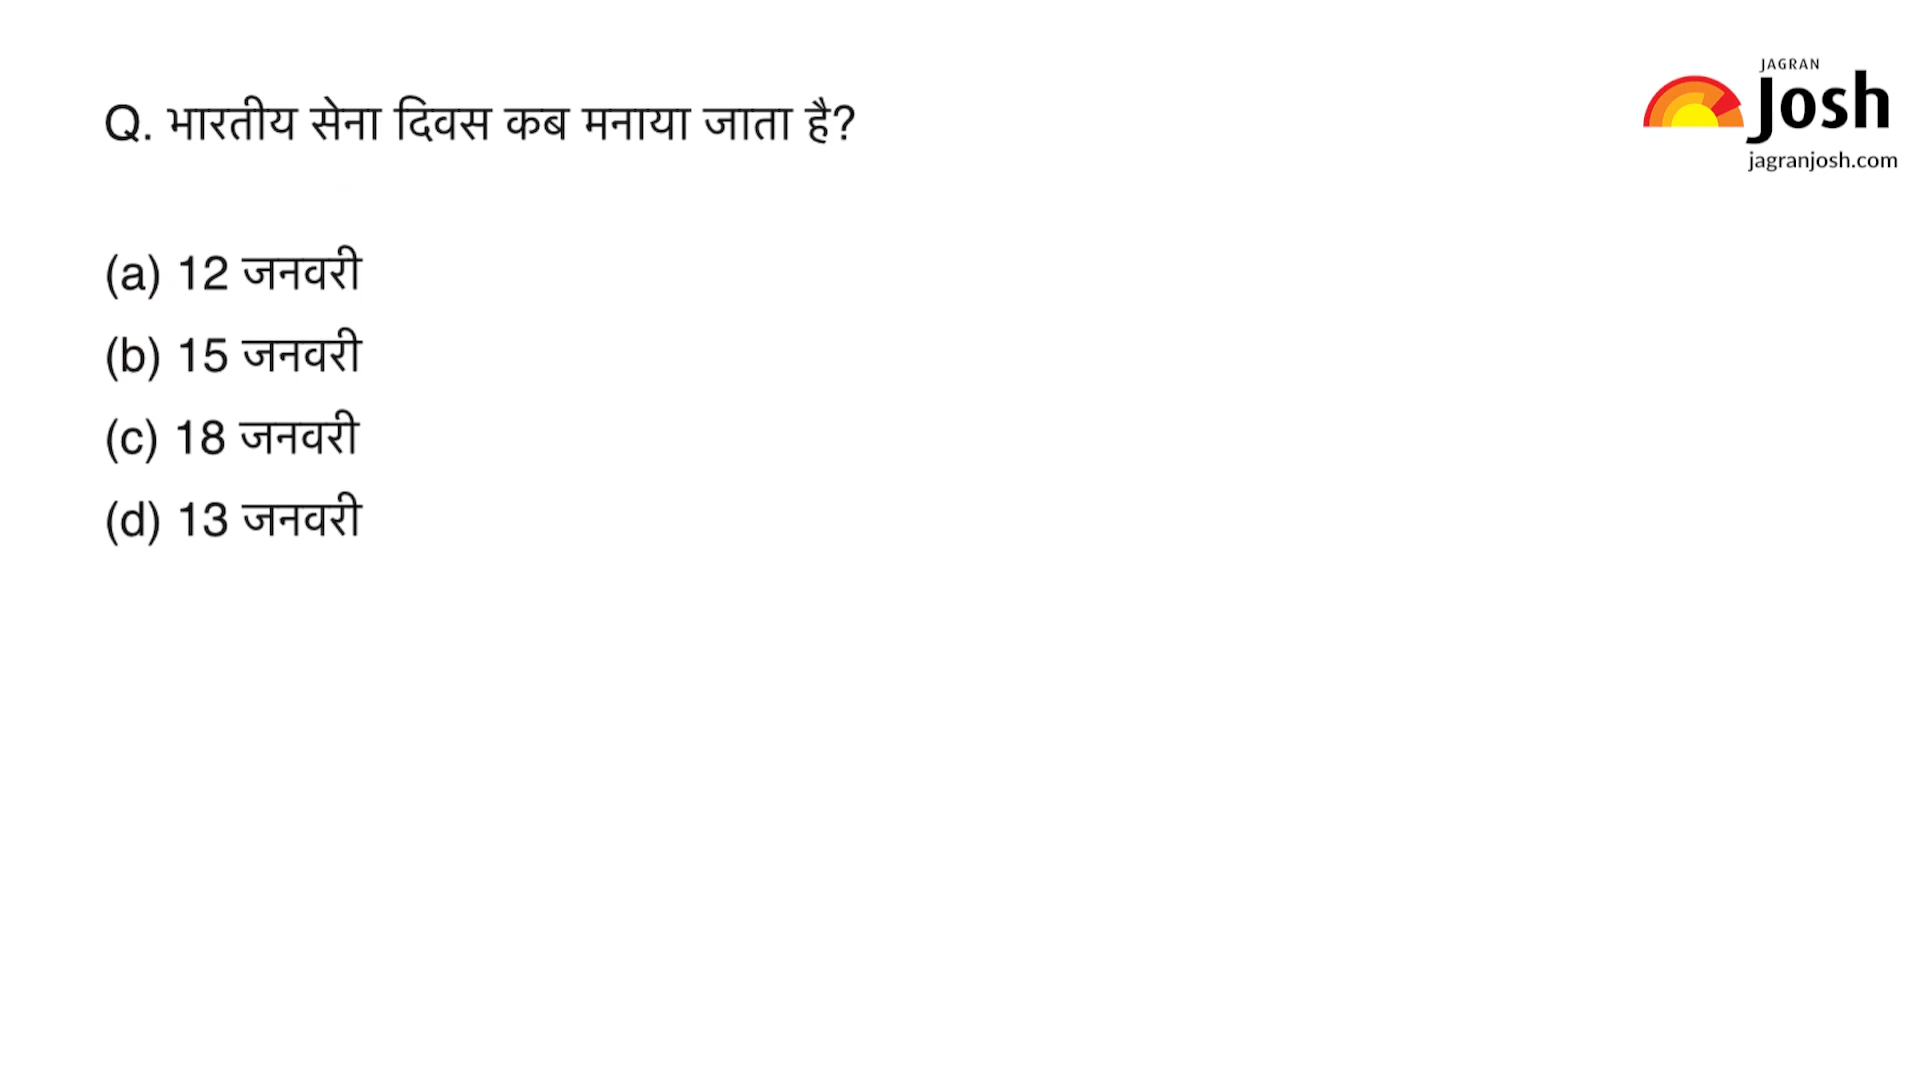 Q. भारतीय सेना दिवस कब मनाया जाता है?
(a) 12 जनवरी
(b) 15 जनवरी
(c) 18 जनवरी
(d) 13 जनवरी
JAGRAN
Josh
jagranjosh.com